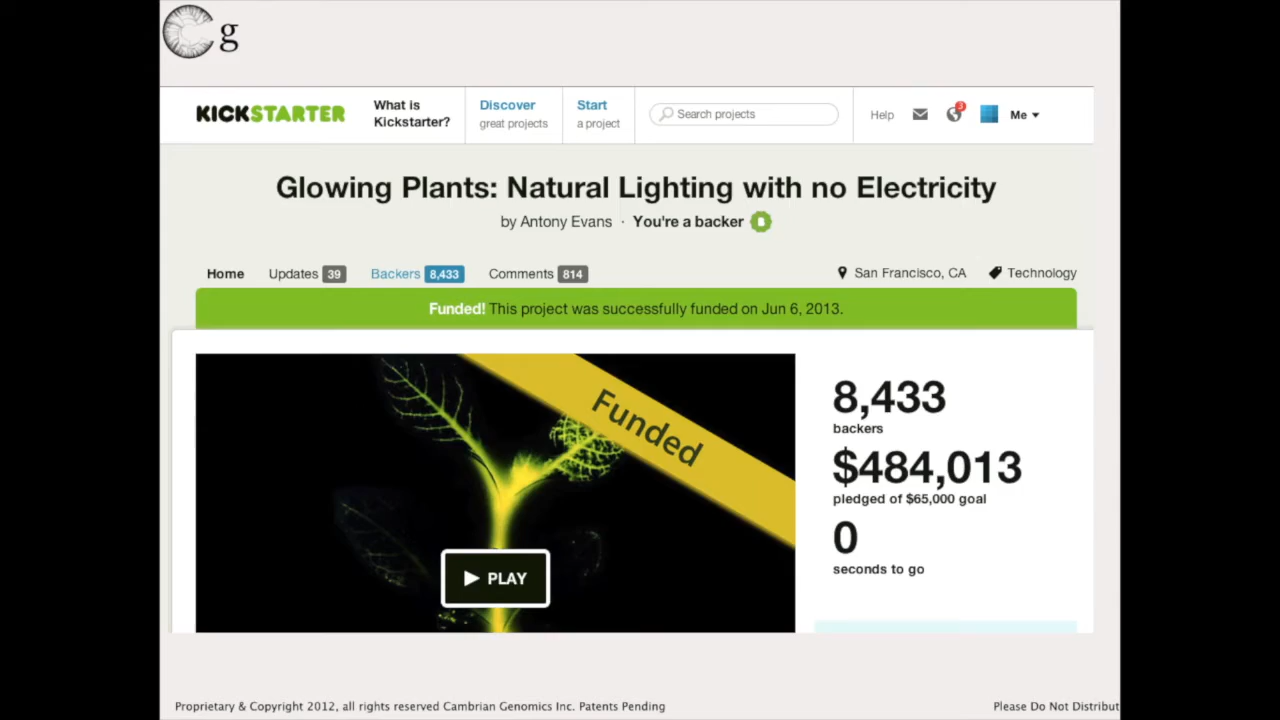 Cg
KICKSTARTER
What is
Kickstarter?
Discover
great projects
Start
a project
Search projects
Help
3
Me
Glowing Plants: Natural Lighting with no Electricity
by Antony Evans · You're a backer B
Home Updates 39 Backers 8,433 Comments 814 San Francisco, CA Technology
Funded! This project was successfully funded on Jun 6, 2013.
Funded
PLAY
8,433
backers
$484,013
pledged of $65,000 goal
0
seconds to go
Proprietary & Copyright 2012, all rights reserved Cambrian Genomics Inc. Patents Pending
Please Do Not Distribut